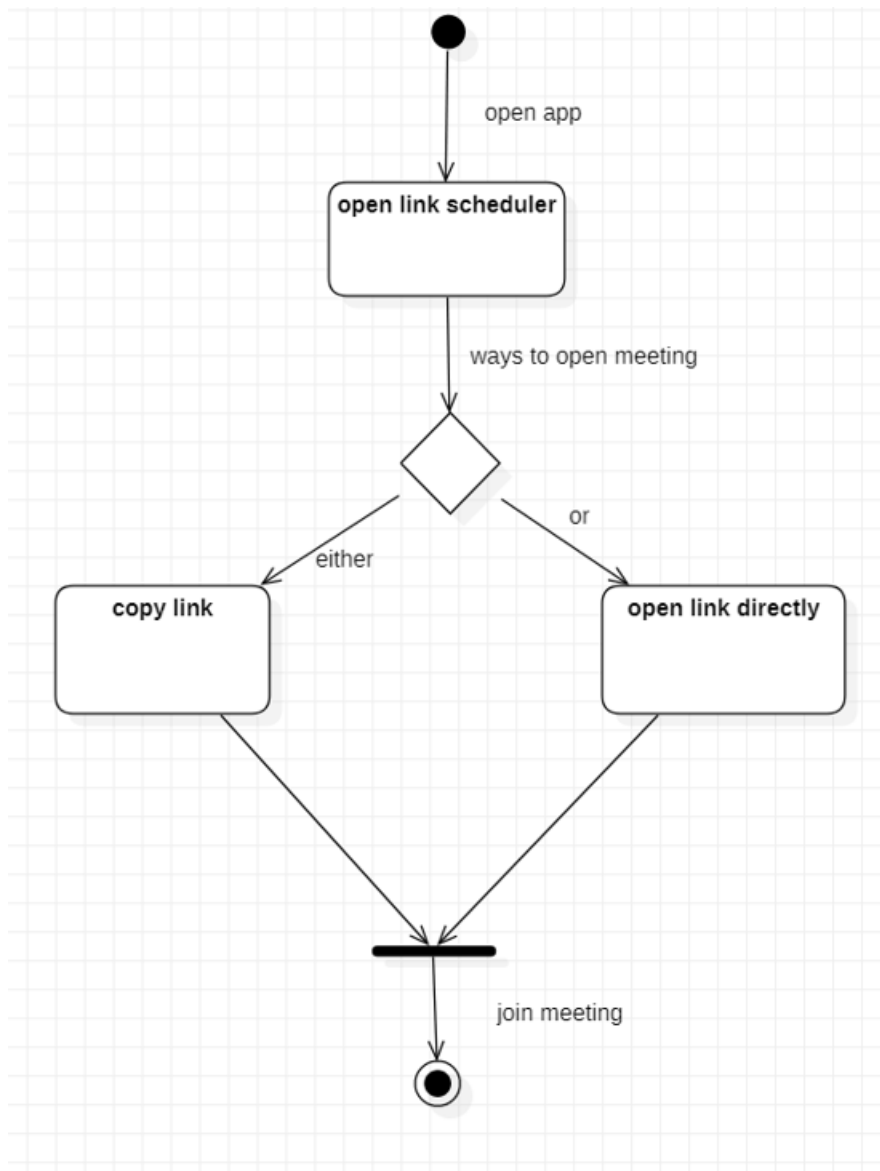 open app
open link scheduler
ways to open meeting
or
either
copy link
open link directly
join meeting